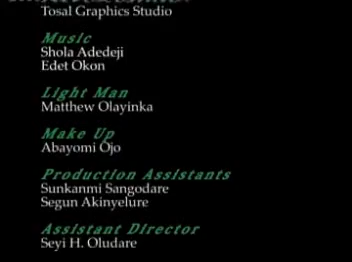 Tosal Graphics Studio
Music
Shola Adedeji
Edet Okon
Light Man
Matthew Olayinka
Make Up
Abayomi Ojo
Production Assistants
Sunkanmi Sangodare
Segun Akinyelure
Assistant Director
Seyi H. Oludare